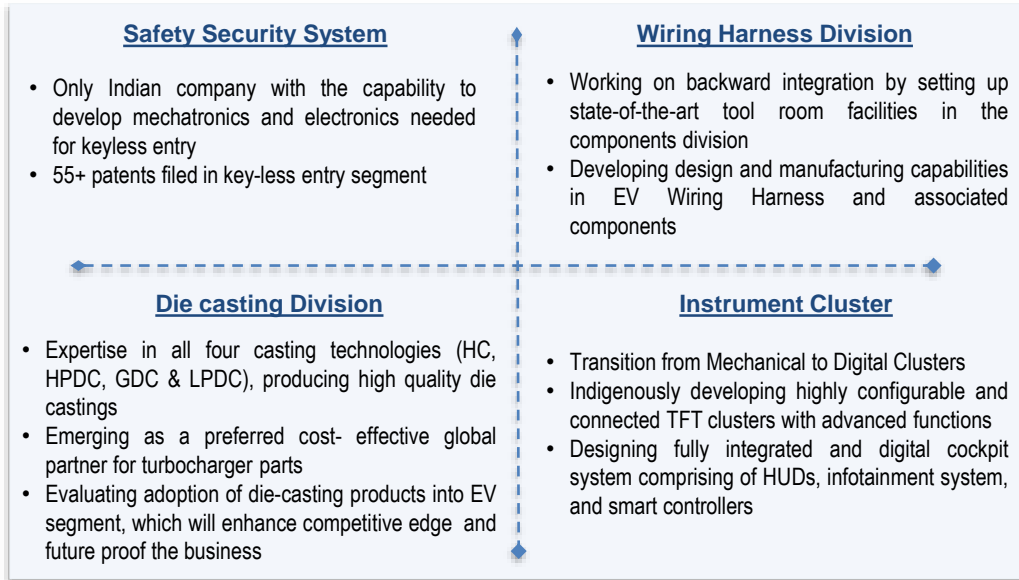 Safety Security System
• Only Indian company with the capability to
develop mechatronics and electronics needed
for keyless entry
• 55+ patents filed in key-less entry segment
Wiring Harness Division
• Working on backward integration by setting up
state-of-the-art tool room facilities in the
components division
• Developing design and manufacturing capabilities
in EV Wiring Harness and associated
components
Die casting Division
• Expertise in all four casting technologies (HC,
HPDC, GDC & LPDC), producing high quality die
castings
• Emerging as a preferred cost- effective global
partner for turbocharger parts
• Evaluating adoption of die-casting products into EV
segment, which will enhance competitive edge and
future proof the business
Instrument Cluster
• Transition from Mechanical to Digital Clusters
• Indigenously developing highly configurable and
connected TFT clusters with advanced functions
• Designing fully integrated and digital cockpit
system comprising of HUDs, infotainment system,
and smart controllers